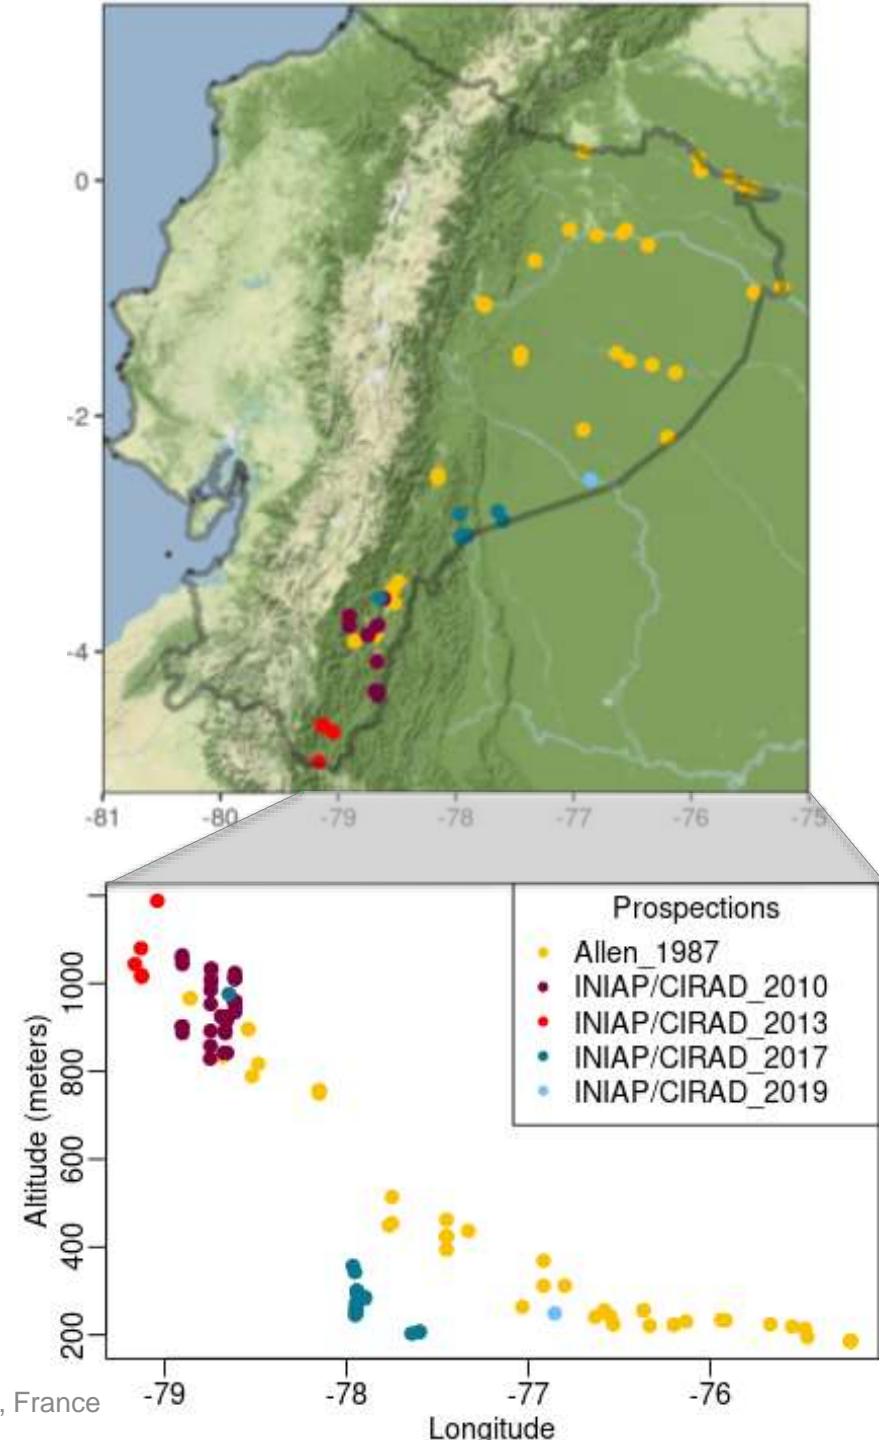 0
-2
-4
-81 -80 -79 -78 -77 -76 -75
Prospections
Allen_1987
INIAP/CIRAD_2010
INIAP/CIRAD_2013
INIAP/CIRAD_2017
INIAP/CIRAD_2019
Altitude (meters)
1000
800
600
400
200
-79 -78 -77 -76
Longitude
, France